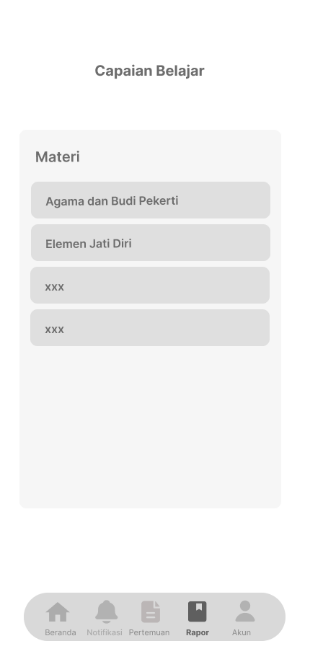 Capaian Belajar
Materi
Agama dan Budi Pekerti
Elemen Jati Diri
xxx
xxx
Beranda Notifikasi Pertemuan Rapor Akun